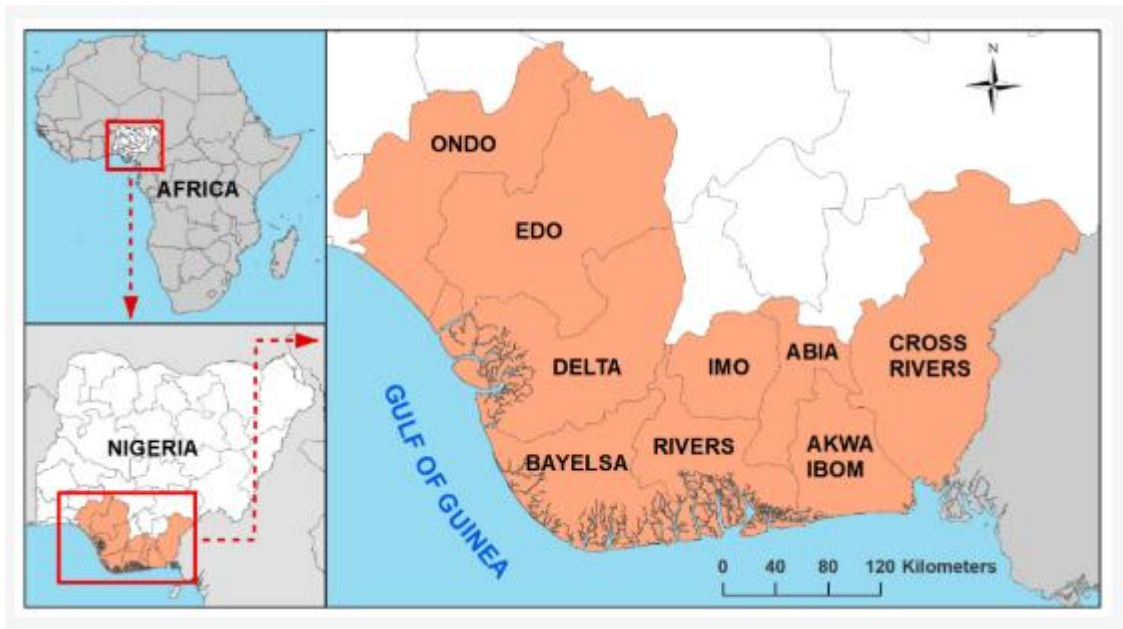 AFRICA
NIGERIA
N
ONDO
EDO
DELTA
IMO
ABIA
CROSS
RIVERS
RIVERS
AKWA
IBOM
BAYELSA
GULF OF GUINEA
0 40 80 120 Kilometers